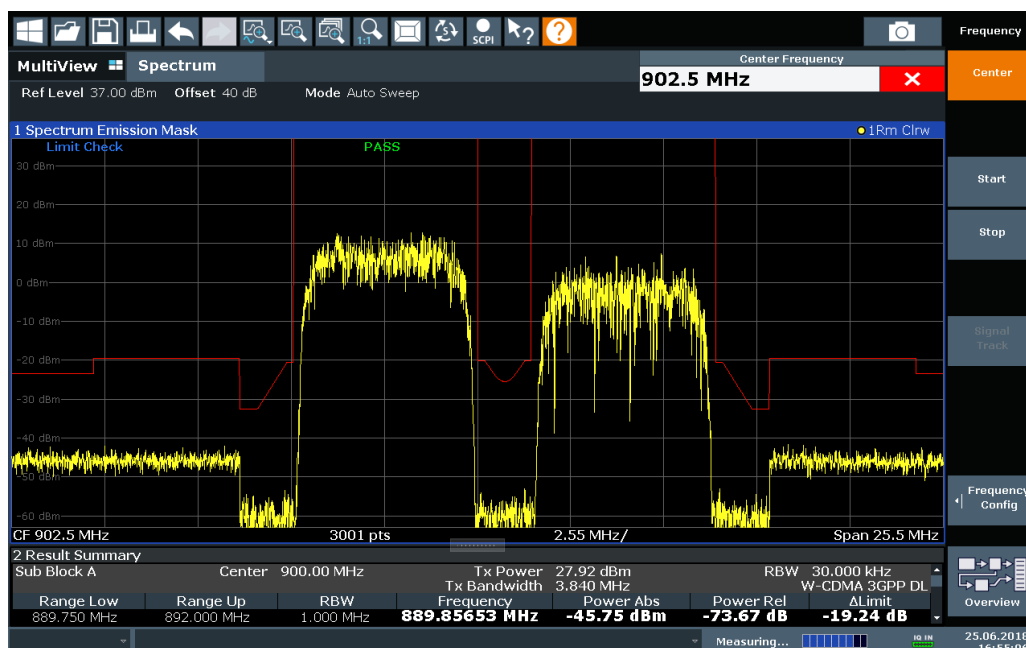 SCPI
1:1
Frequency
MultiView
Spectrum
Center Frequency
902.5 MHz
Center
Ref Level 37.00 dBm Offset 40 dB Mode Auto Sweep
1 Spectrum Emission Mask
1Rm Clrw
Limit Check
PASS
30 dBm
20 dBm
10 dBm
0 dBm
-10 dBm
-20 dBm
-30 dBm
-40 dBm
-50 dBm
-60 dBm
Start
Stop
Signal
Track
Frequency
Config
CF 902.5 MHz 3001 pts 2.55 MHz/ Span 25.5 MHz
2 Result Summary
Sub Block A Center 900.00 MHz Tx Power 27.92 dBm RBW 30.000 kHz
Tx Bandwidth 3.840 MHz W-CDMA 3GPP DL
Range Low Range Up RBW Frequency Power Abs Power Rel ΔLimit
889.750 MHz 892.000 MHz 1.000 MHz 889.85653 MHz -45.75 dBm -73.67 dB -19.24 dB
Overview
Measuring...
IQ IN
25.06.2018